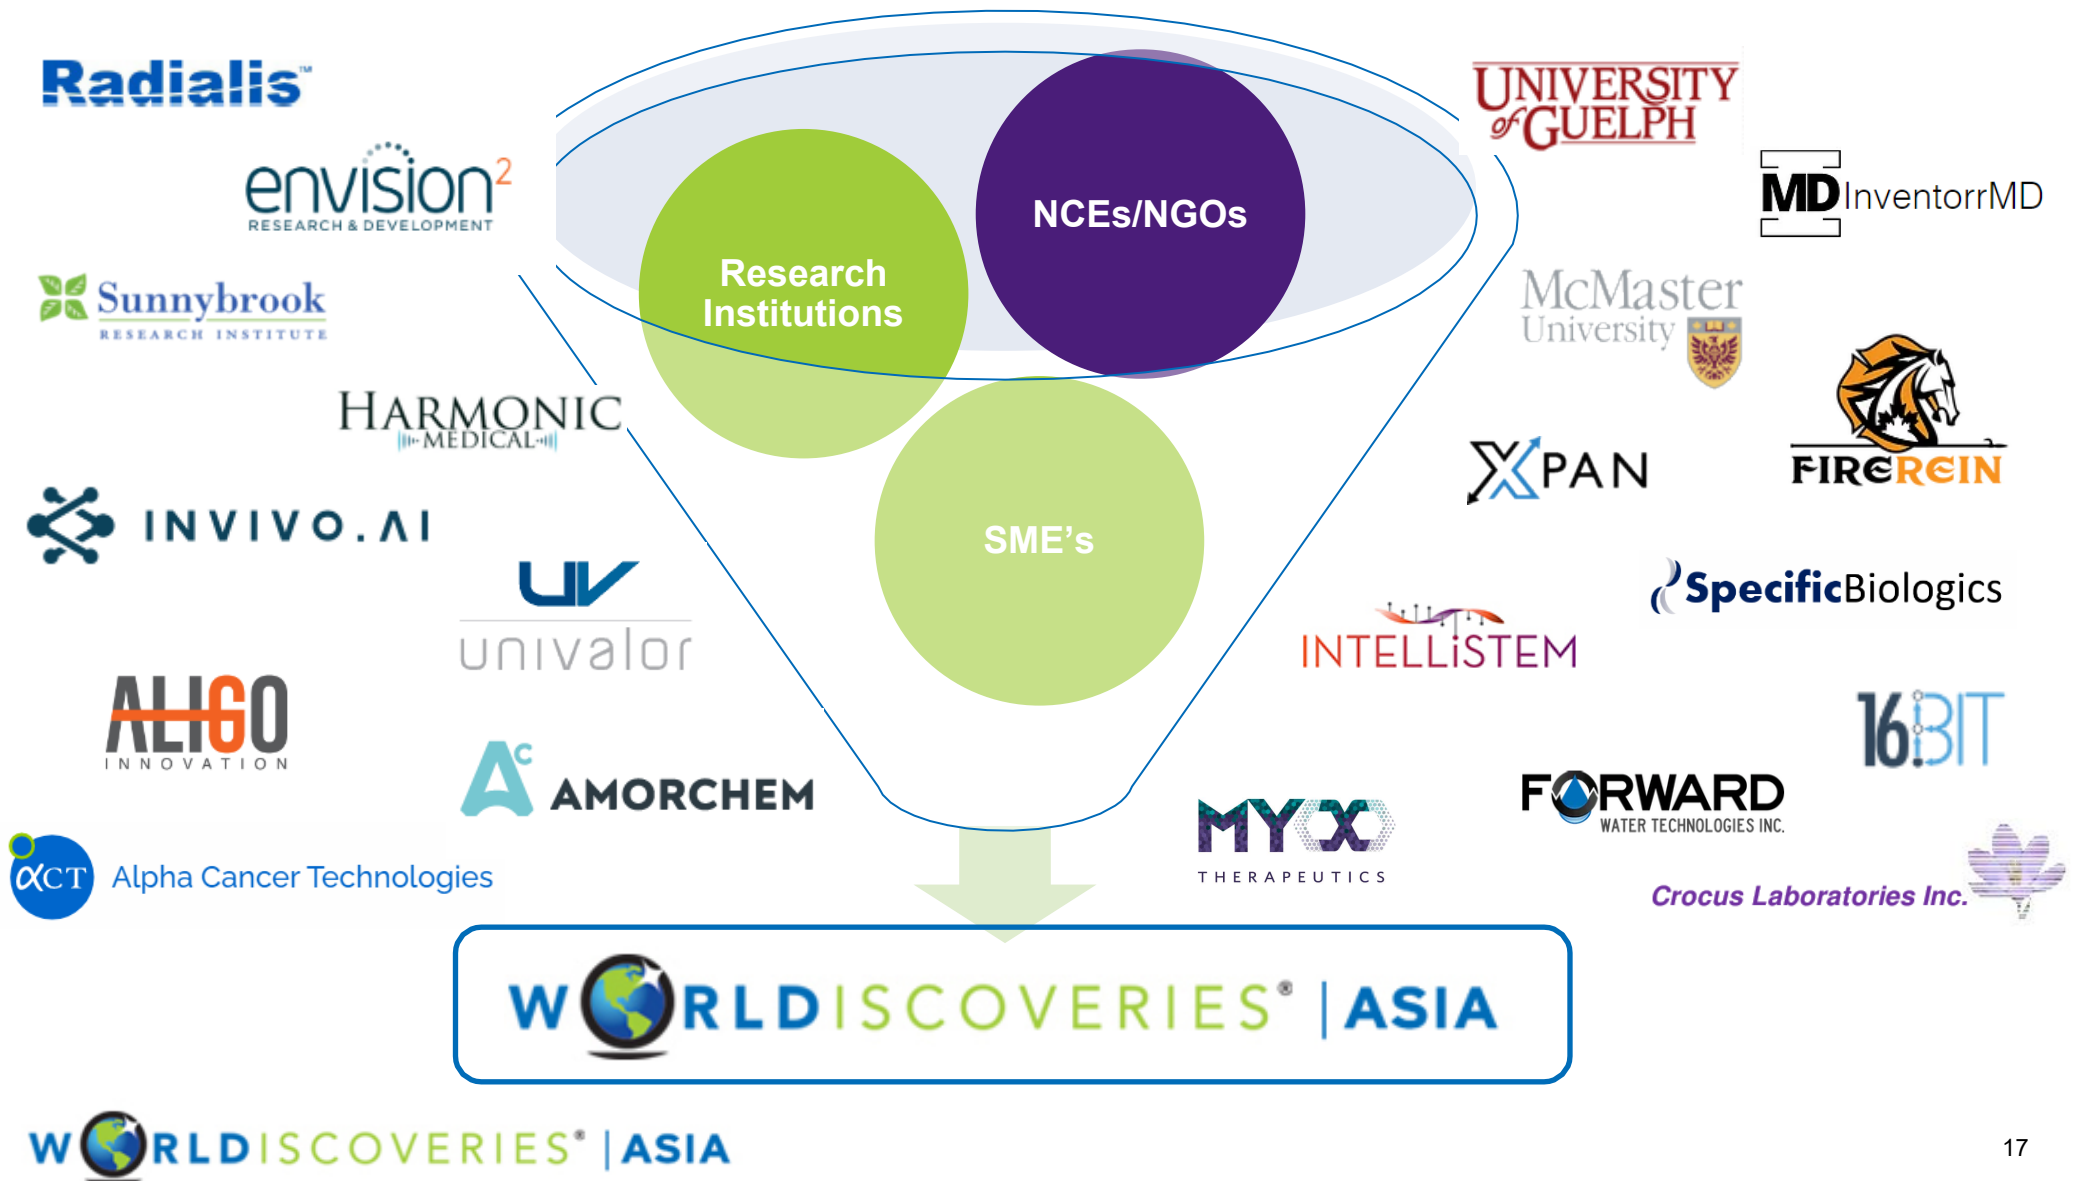 Radialis™
envision2
RESEARCH & DEVELOPMENT
Sunnybrook
RESEARCH INSTITUTE
HARMONIC
MEDICAL
INVIVO.AI
UV
univalor
ALIGO
INNOVATION
AC AMORCHEM
αCT Alpha Cancer Technologies
NCEs/NGOs
Research
Institutions
SME's
UNIVERSITY
of GUELPH
MD InventorrMD
McMaster
University
FIREREIN
XPAN
SpecificBiologics
INTELLiSTEM
16BIT
FORWARD
WATER TECHNOLOGIES INC.
MYX
THERAPEUTICS
Crocus Laboratories Inc.
WORLDISCOVERIES® | ASIA
WORLDISCOVERIES® | ASIA
17